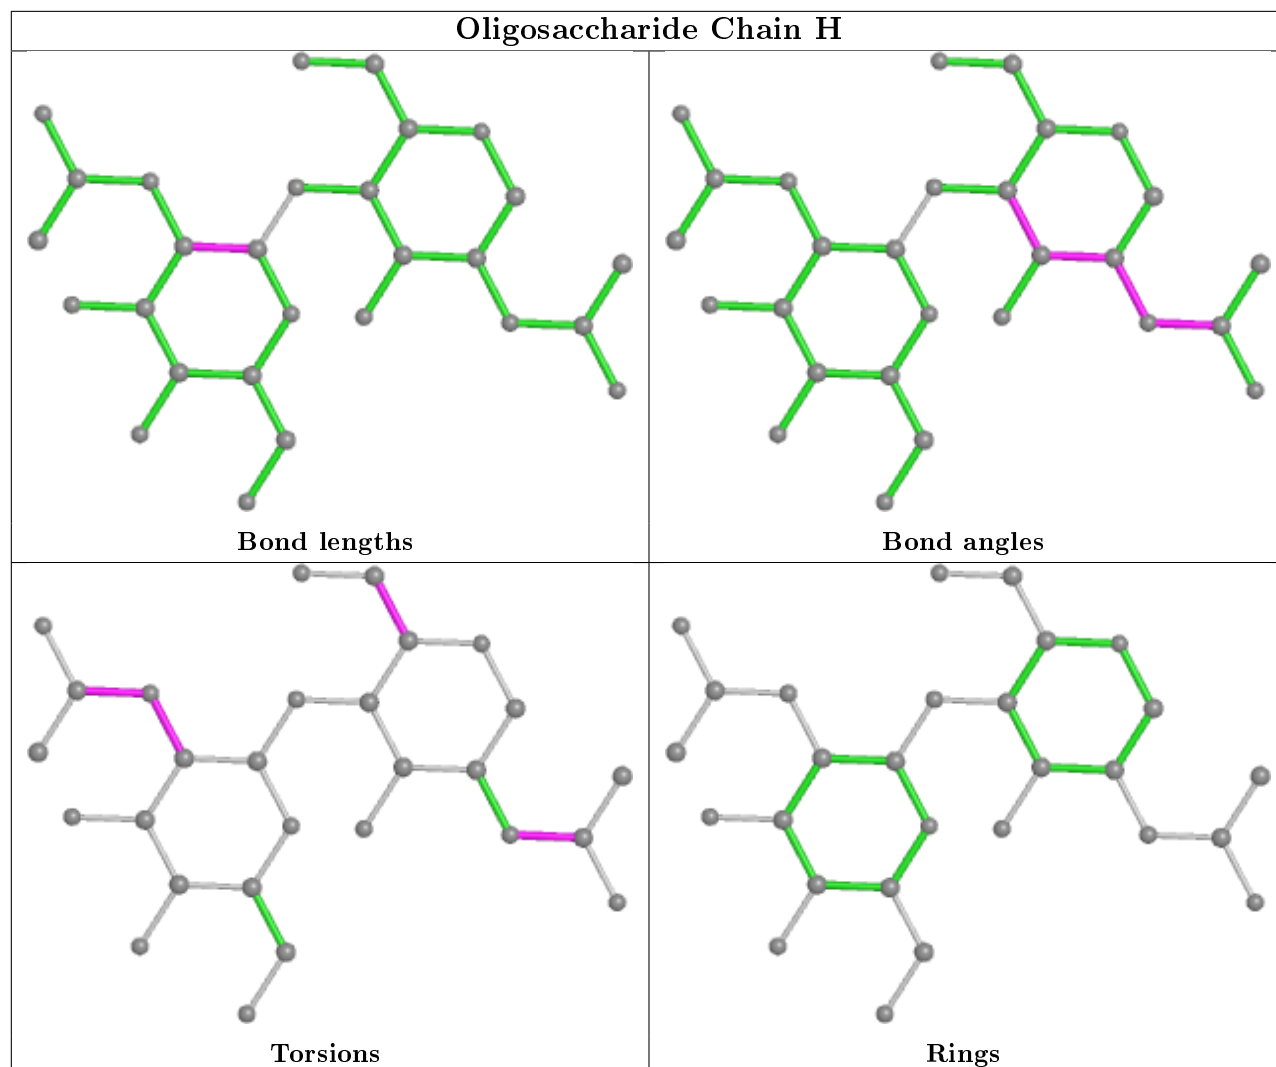 Oligosaccharide Chain H
Bond lengths
Bond angles
Torsions
Rings